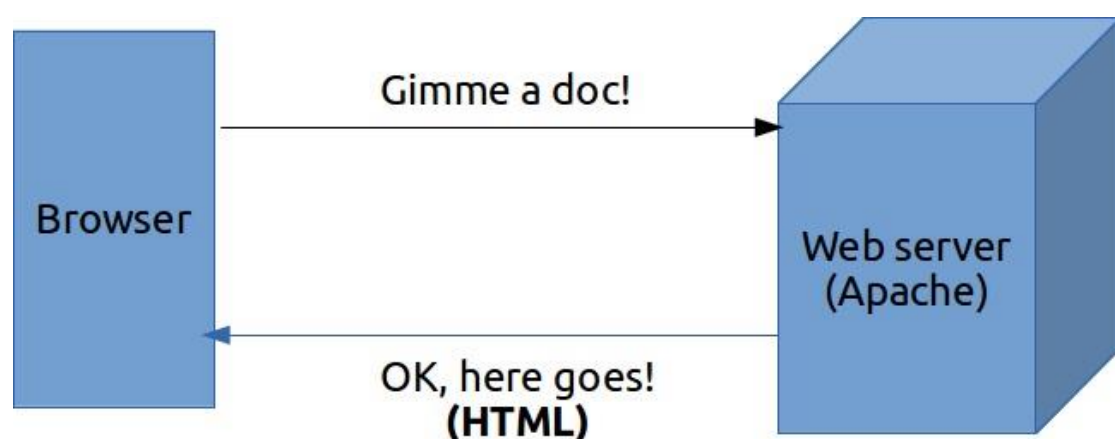 Gimme a doc!
Browser
Web server
(Apache)
OK, here goes!
(HTML)